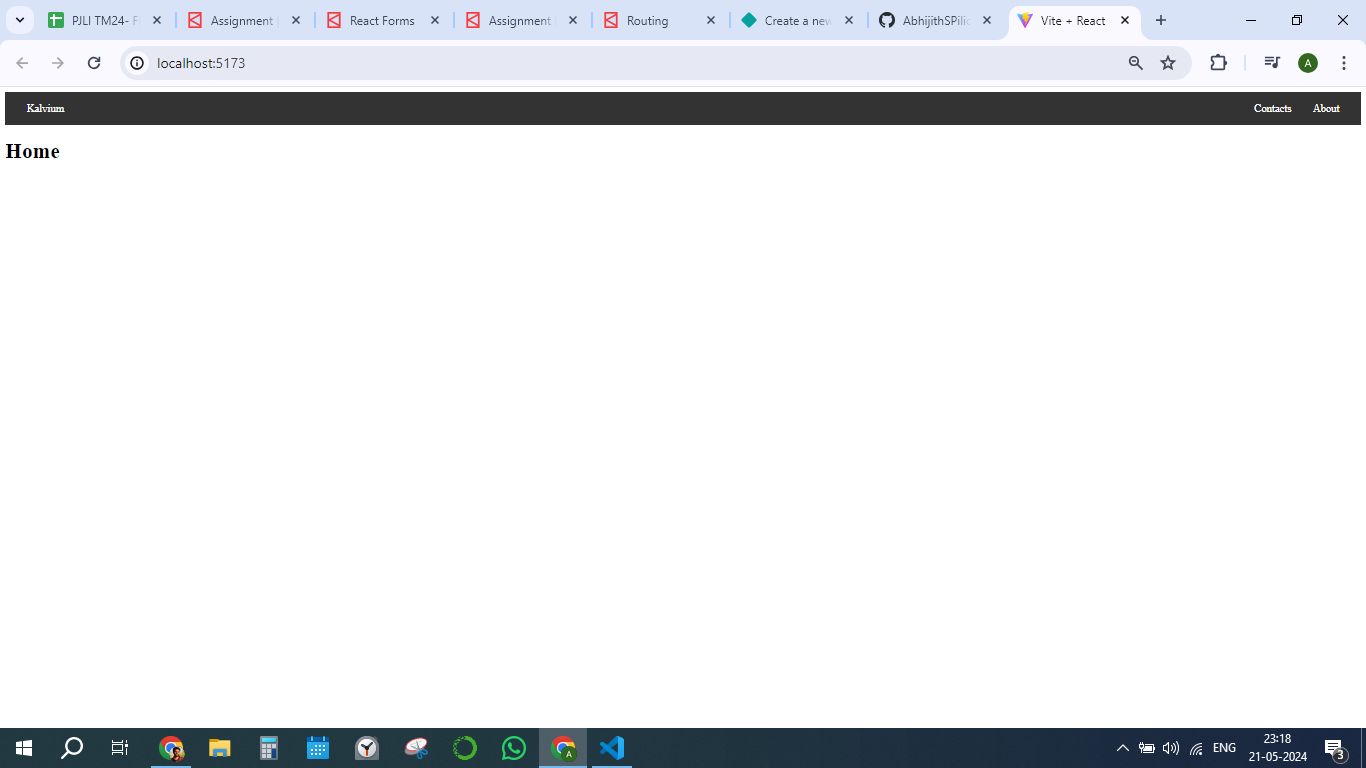 PJLI TM24- F
Assignment
React Forms
Assignment
Routing
Create a new
AbhijithSPilic
Vite + React
localhost:5173
A
Kalvium
Contacts
About
Home
A
ENG
23:18
21-05-2024
3